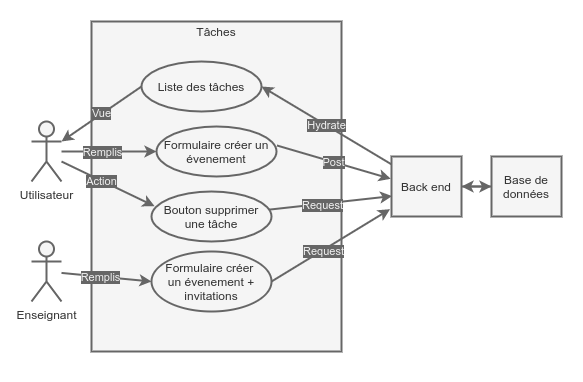 Tâches
Liste des tâches
Vue
Hydrate
Formulaire créer un
évenement
Remplis
Post
Utilisateur
Action
Bouton supprimer
une tâche
Request
Back end
Base de
données
Formulaire créer
un évenement +
invitations
Remplis
Request
Enseignant